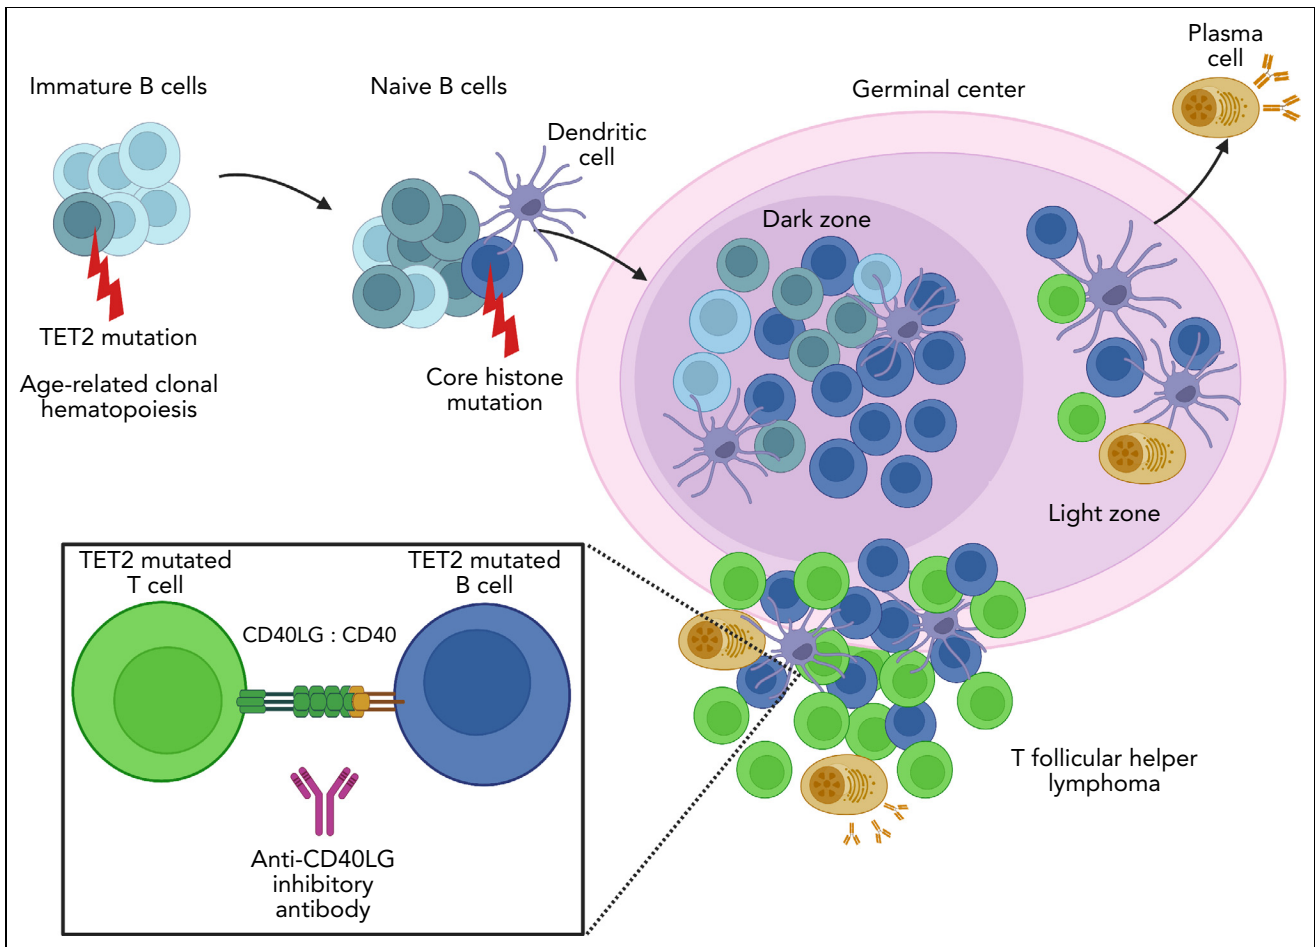 Immature B cells
TET2 mutation
Age-related clonal
hematopoiesis
Naive B cells
Dendritic
cell
Core histone
mutation
Germinal center
Dark zone
Light zone
Plasma
cell
TET2 mutated
T cell
TET2 mutated
B cell
CD40LG : CD40
Anti-CD40LG
inhibitory
antibody
T follicular helper
lymphoma